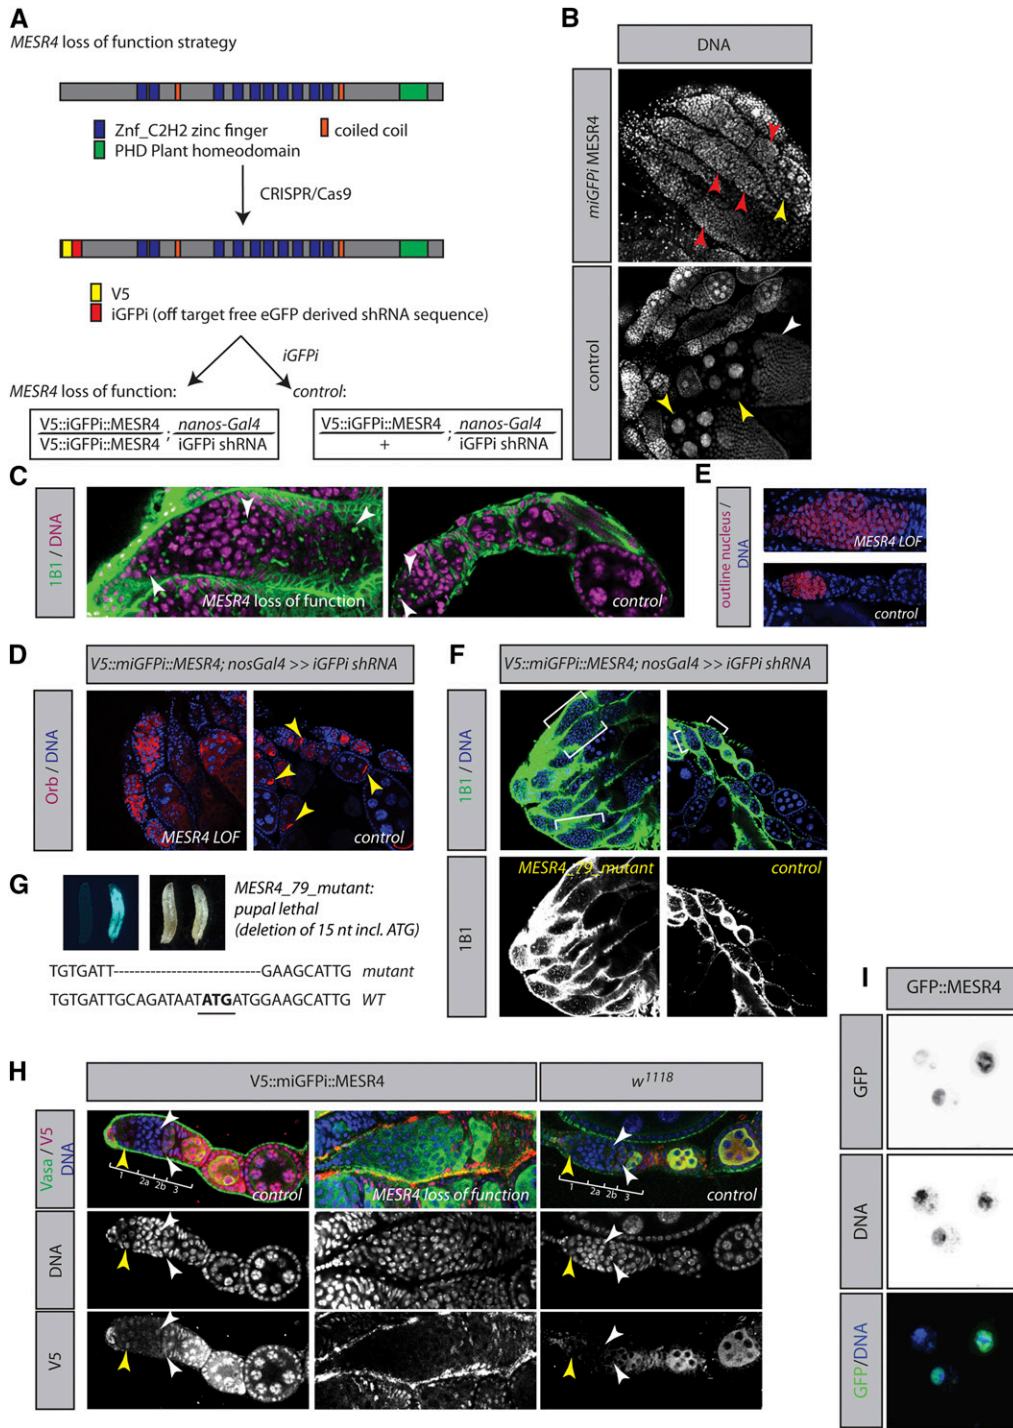 A
MESR4 loss of function strategy
Znf_C2H2 zinc finger
coiled coil
PHD Plant homeodomain
CRISPR/Cas9
V5
iGFPi (off target free eGFP derived shRNA sequence)
iGFPi
MESR4 loss of function:
control:
V5::iGFPi::MESR4 ; nanos-Gal4
V5::iGFPi::MESR4 iGFPi shRNA
V5::iGFPi::MESR4 ; nanos-Gal4
+ iGFPi shRNA
B
DNA
miGFPi MESR4
control
C
1B1 / DNA
MESR4 loss of function
control
E
outline nucleus /
DNA
MESR4 LOF
control
D
V5::miGFPi::MESR4; nosGal4 >> iGFPi shRNA
Orb / DNA
MESR4 LOF
control
F
V5::miGFPi::MESR4; nosGal4 >> iGFPi shRNA
1B1 / DNA
1B1
MESR4_79_mutant
control
G
MESR4_79_mutant:
pupal lethal
(deletion of 15 nt incl. ATG)
TGTGATT---------------------------GAAGCATTG mutant
TGTGATTGCAGATAATATGATGGAAGCATTG WT
H
V5::miGFPi::MESR4
w1118
Vasa / V5
DNA
1 2a 2b 3
control
MESR4 loss of function
1 2a 2b 3
control
DNA
V5
I
GFP::MESR4
GFP
DNA
GFP/DNA